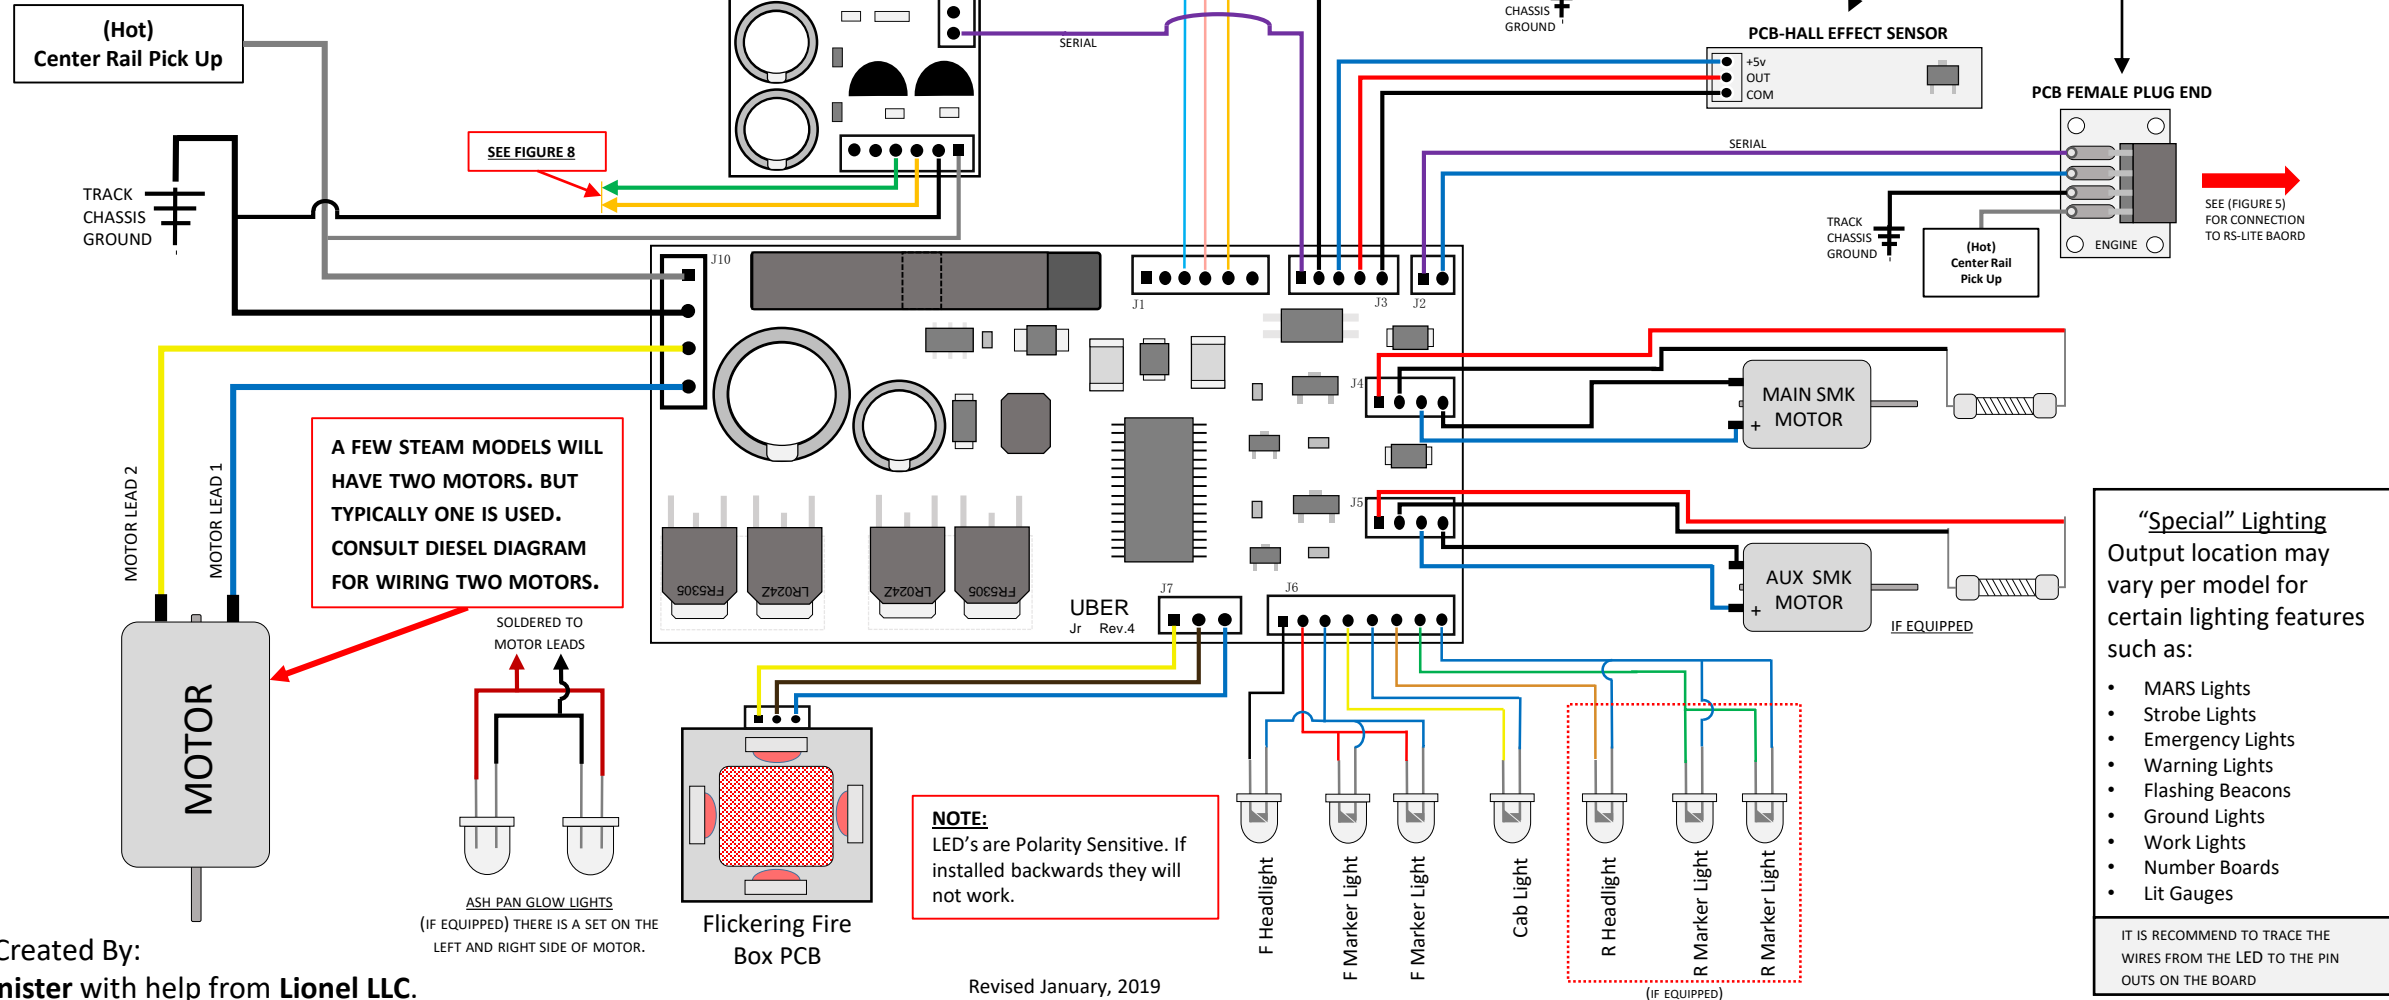 (Hot)
Center Rail Pick Up
SERIAL
CHASSIS
GROUND
PCB-HALL EFFECT SENSOR
+5v
OUT
COM
PCB FEMALE PLUG END
SERIAL
ENGINE
SEE (FIGURE 5)
FOR CONNECTION
TO RS-LITE BAORD
TRACK
CHASSIS
GROUND
(Hot)
Center Rail
Pick Up
SEE FIGURE 8
TRACK
CHASSIS
GROUND
J10
J1
J3
J2
J4
J5
J7
J6
MAIN SMK
MOTOR
+
AUX SMK
MOTOR
+
IF EQUIPPED
FR5305
LR024Z
LR024Z
FR5305
UBER
Jr Rev.4
MOTOR LEAD 2
MOTOR LEAD 1
A FEW STEAM MODELS WILL
HAVE TWO MOTORS. BUT
TYPICALLY ONE IS USED.
CONSULT DIESEL DIAGRAM
FOR WIRING TWO MOTORS.
MOTOR
SOLDERED TO
MOTOR LEADS
ASH PAN GLOW LIGHTS
(IF EQUIPPED) THERE IS A SET ON THE
LEFT AND RIGHT SIDE OF MOTOR.
Flickering Fire
Box PCB
NOTE:
LED's are Polarity Sensitive. If
installed backwards they will
not work.
F Headlight
F Marker Light
F Marker Light
Cab Light
R Headlight
R Marker Light
R Marker Light
(IF EQUIPPED)
“Special” Lighting
Output location may
vary per model for
certain lighting features
such as:
• MARS Lights
• Strobe Lights
• Emergency Lights
• Warning Lights
• Flashing Beacons
• Ground Lights
• Work Lights
• Number Boards
• Lit Gauges
IT IS RECOMMEND TO TRACE THE
WIRES FROM THE LED TO THE PIN
OUTS ON THE BOARD
Created By:
nister with help from Lionel LLC.
Revised January, 2019